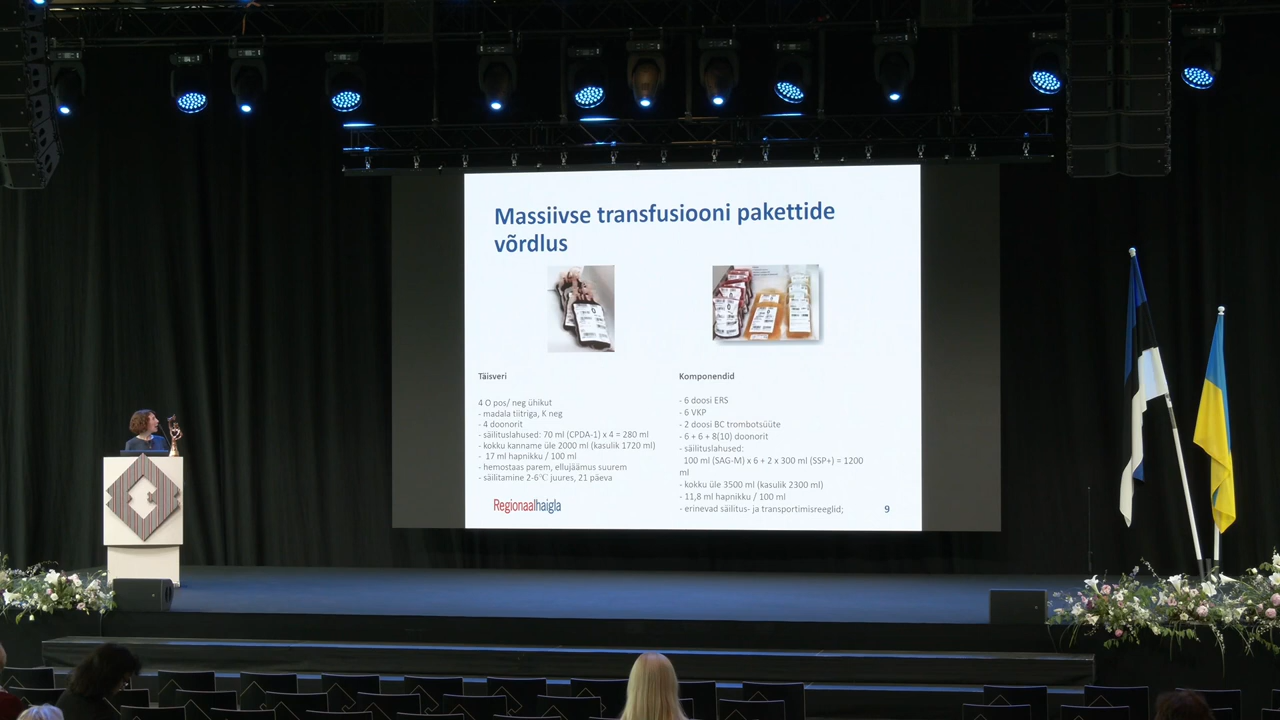 Massiivse transfusiooni pakettide
võrdlus
Täisveri
4 O pos/ neg ühikut
- madala tiitriga, K neg
- 4 doonorit
- säilituslahused: 70 ml (CPDA-1) x 4 = 280 ml
- kokku kanname üle 2000 ml (kasulik 1720 ml)
- 17 ml hapnikku / 100 ml
- hemostaas parem, ellujäämus suurem
- säilitamine 2-6°C juures, 21 päeva
Komponendid
- 6 doosi ERS
- 6 VKP
- 2 doosi BC trombotsüüte
- 6 + 6 + 8(10) doonorit
- säilituslahused:
100 ml (SAG-M) x 6 + 2 x 300 ml (SSP+) = 1200
ml
- kokku üle 3500 ml (kasulik 2300 ml)
- 11,8 ml hapnikku / 100 ml
- erinevad säilitus- ja transportimisreeglid;
Regionaalhaigla
9